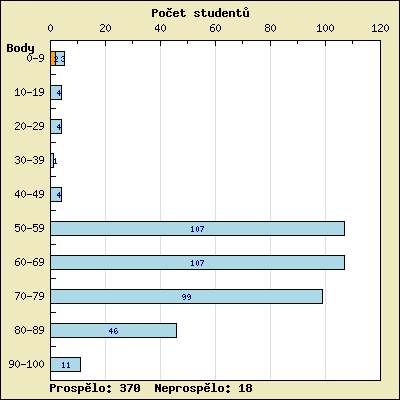 Počet studentů
0 20 40 60 80 100 120
Body
0-9 2 3
10-19 4
20-29 4
30-39 1
40-49 4
50-59 107
60-69 107
70-79 99
80-89 46
90-100 11
Prospělo: 370 Neprospělo: 18